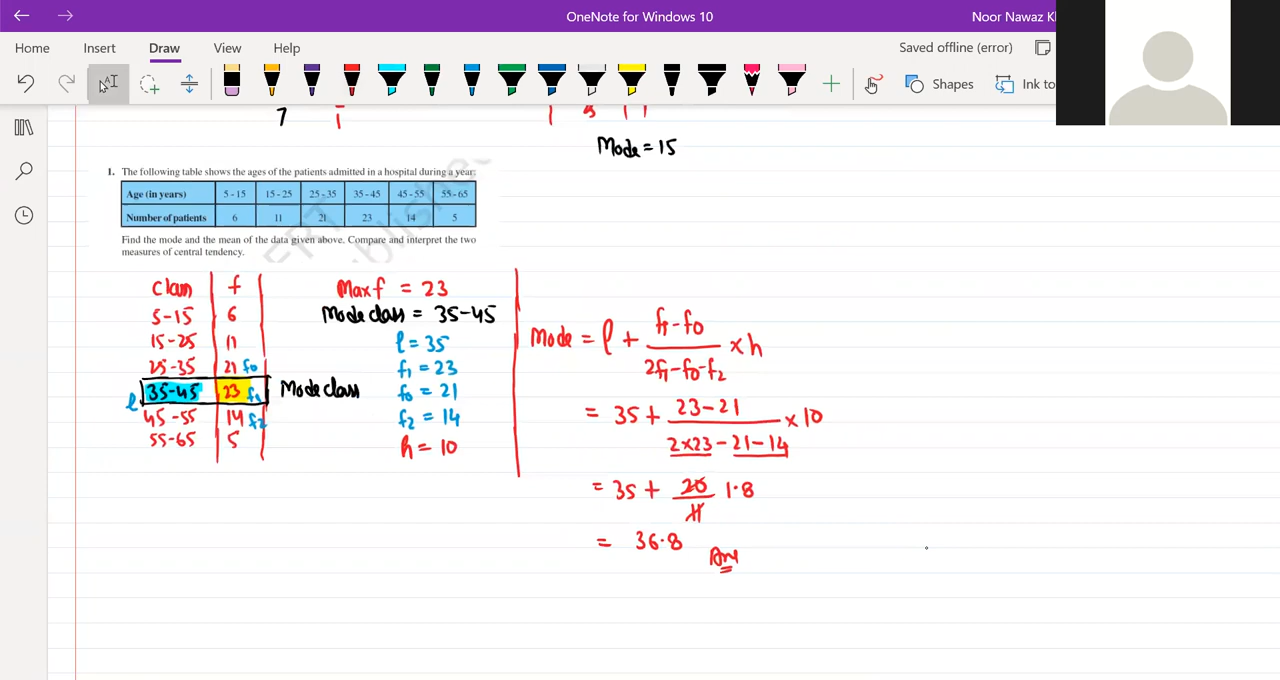 OneNote for Windows 10
Noor Nawaz Kh
Home Insert Draw View Help
Saved offline (error)
Shapes
Ink to
7
Mode = 15
1. The following table shows the ages of the patients admitted in a hospital during a year:
Age (in years) 5 - 15 15 - 25 25 - 35 35 - 45 45 - 55 55 - 65
Number of patients 6 11 21 23 14 5
Find the mode and the mean of the data given above. Compare and interpret the two
measures of central tendency.
Class f
5-15 6
15-25 11
25-35 21 f0
l 35-45 23 f1 Mode class
45-55 14 f2
55-65 5
Max f = 23
Mode class = 35-45
l = 35
f1 = 23
f0 = 21
f2 = 14
h = 10
Mode = l + (f1-f0)/(2f1-f0-f2) × h
= 35 + (23-21)/(2×23-21-14) × 10
= 35 + 20/11 1.8
= 36.8
Ans